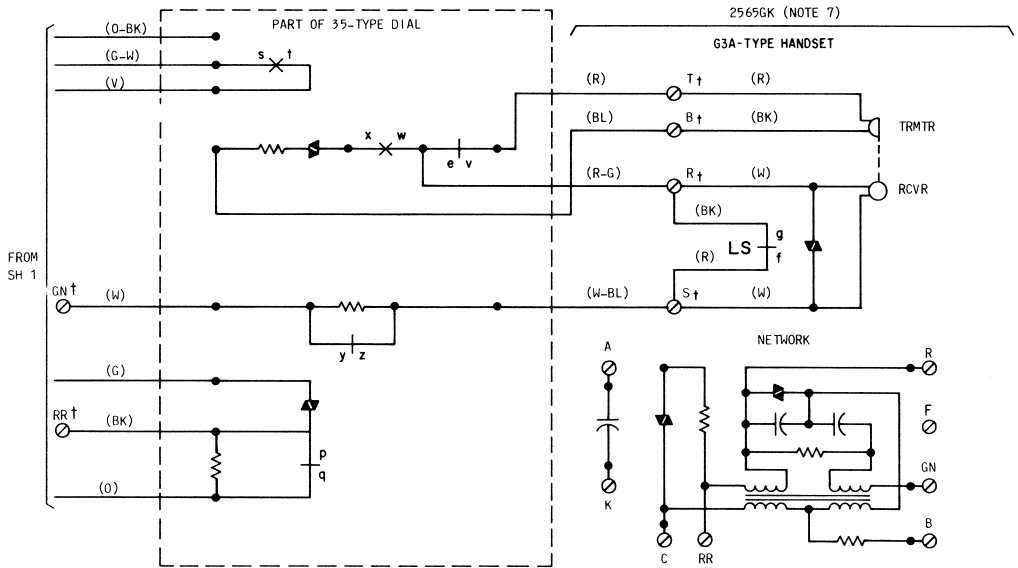 PART OF 35-TYPE DIAL
2565GK (NOTE 7)
G3A-TYPE HANDSET
(O-BK)
(G-W)
s t
(V)
(R)
T†
(R)
(BL)
B†
(BK)
TRMTR
x w
e v
(R-G)
R†
(W)
RCVR
(BK)
g
LS
f
(R)
FROM
SH 1
GN†
(W)
(W-BL)
S†
(W)
y z
NETWORK
A
R
(G)
RR†
(BK)
F
p
q
GN
(O)
K
B
C
RR